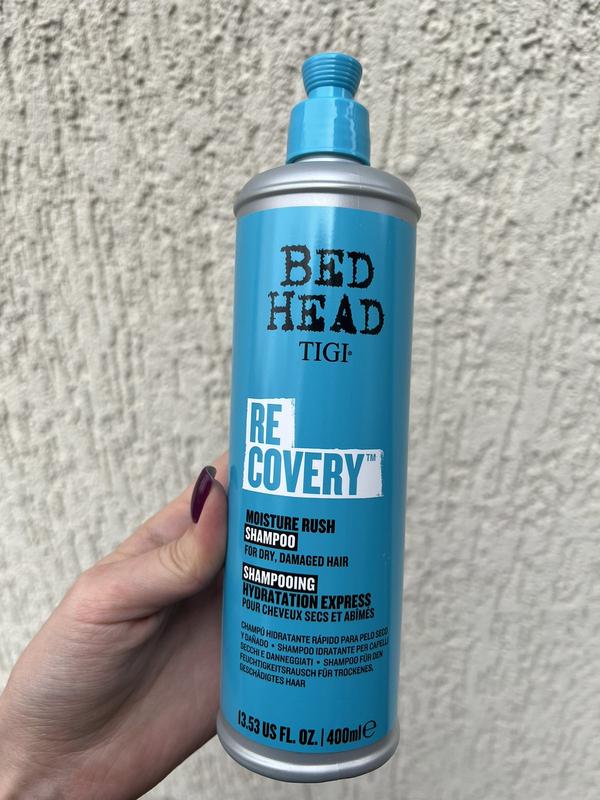 BED
HEAD
TIGI®
RE
COVERY™
MOISTURE RUSH
SHAMPOO
FOR DRY, DAMAGED HAIR
SHAMPOOING
HYDRATATION EXPRESS
POUR CHEVEUX SECS ET ABÎMÉS
CHAMPÚ HIDRATANTE RÁPIDO PARA PELO SECO
Y DAÑADO • SHAMPOO IDRATANTE PER CAPELLI
SECCHI E DANNEGGIATI • SHAMPOO FÜR DEN
FEUCHTIGKEITSRAUSCH FÜR TROCKENES,
GESCHÄDIGTES HAAR
13.53 US FL. OZ. | 400ml ℮